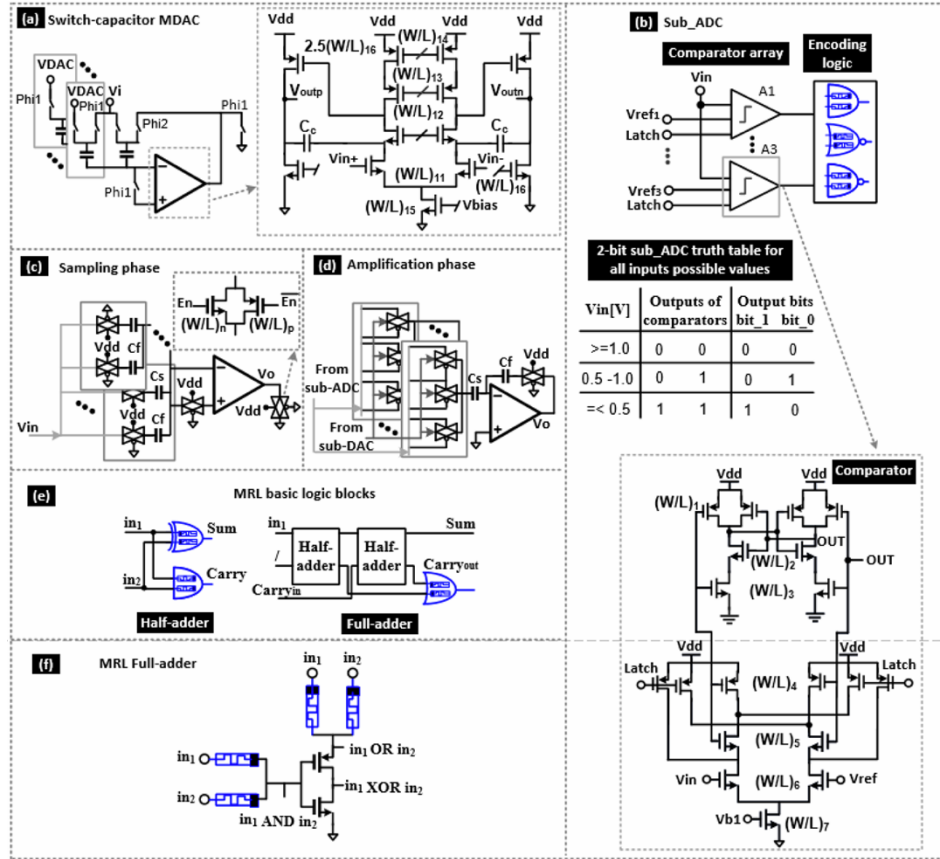 (a) Switch-capacitor MDAC
VDAC
VDAC Vi
Phi1
Phi1
Phi2
Phi1
Phi1
Vdd Vdd Vdd Vdd
2.5(W/L)16 (W/L)14
(W/L)13
Voutp (W/L)12 Voutn
Cc Cc
Vin+ Vin-
(W/L)11 (W/L)16
(W/L)15 Vbias
(b) Sub_ADC
Comparator array Encoding logic
Vin
A1
Vref1
Latch
A3
Vref3
Latch
2-bit sub_ADC truth table for
all inputs possible values
Vin[V] Outputs of comparators Output bits bit_1 bit_0
>=1.0 0 0 0 0
0.5 -1.0 0 1 0 1
=< 0.5 1 1 1 0
(c) Sampling phase
En En
(W/L)n (W/L)p
Vdd Cf
Cs Vdd Vo
Vdd Vdd
Cf
Vin
(d) Amplification phase
From
sub-ADC
From
sub-DAC
Cs Cf Vdd
Vo
(e) MRL basic logic blocks
in1 Sum
in2 Carry
Half-adder
in1 Sum
/ Half-adder Half-adder
Carryin Carryout
Full-adder
(f) MRL Full-adder
in1 in2
in1 OR in2
in1
in1 XOR in2
in2
in1 AND in2
Comparator
Vdd Vdd
(W/L)1
OUT
(W/L)2 OUT
(W/L)3
Vdd Vdd
Latch Latch
(W/L)4
(W/L)5
Vin (W/L)6 Vref
Vb1 (W/L)7